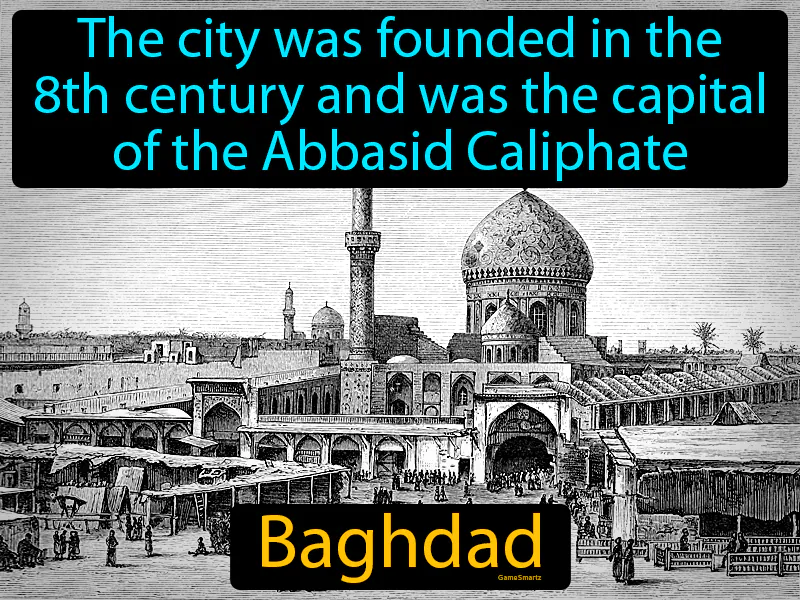 The city was founded in the
8th century and was the capital
of the Abbasid Caliphate
Baghdad
GameSmartz